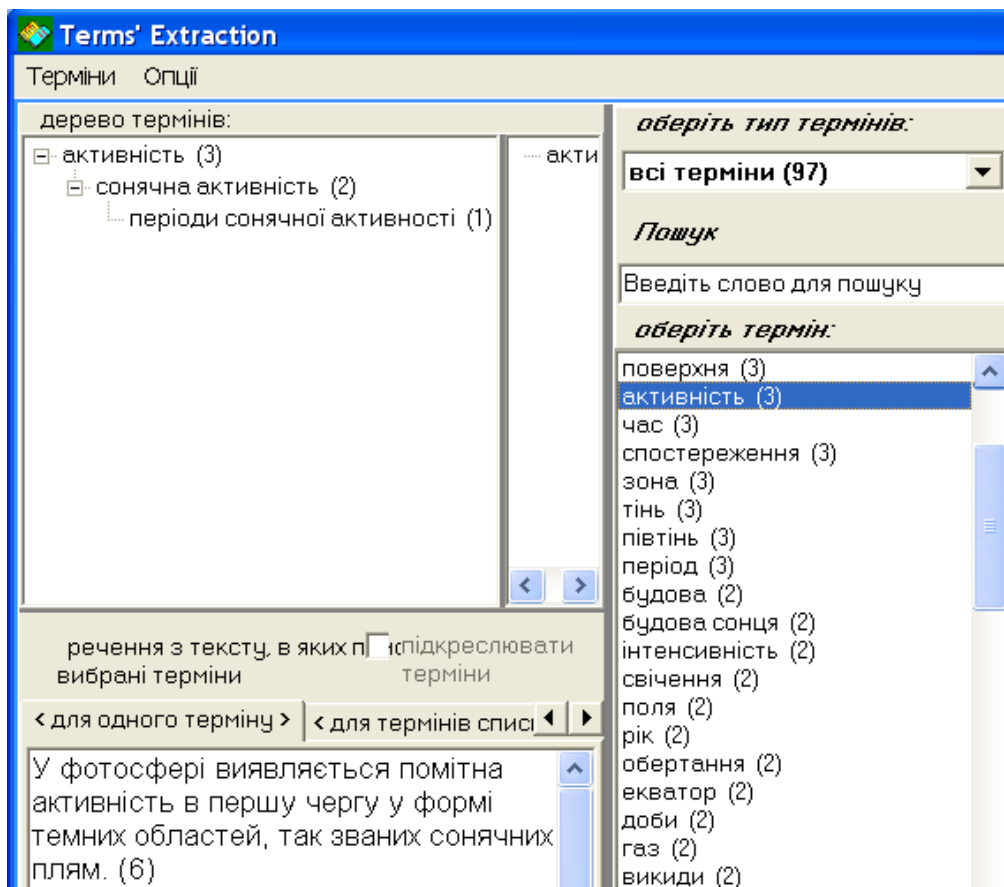 Terms' Extraction
Терміни Опції
дерево термінів:
активність (3)
сонячна активність (2)
періоди сонячної активності (1)
акти
оберіть тип термінів:
всі терміни (97)
Пошук
Введіть слово для пошуку
оберіть термін:
поверхня (3)
активність (3)
час (3)
спостереження (3)
зона (3)
тінь (3)
півтінь (3)
період (3)
будова (2)
будова сонця (2)
інтенсивність (2)
свічення (2)
поля (2)
рік (2)
обертання (2)
екватор (2)
доби (2)
газ (2)
викиди (2)
речення з тексту, в яких
вибрані терміни
підкреслювати
терміни
< для одного терміну >
< для термінів списк
У фотосфері виявляється помітна
активність в першу чергу у формі
темних областей, так званих сонячних
плям. (6)